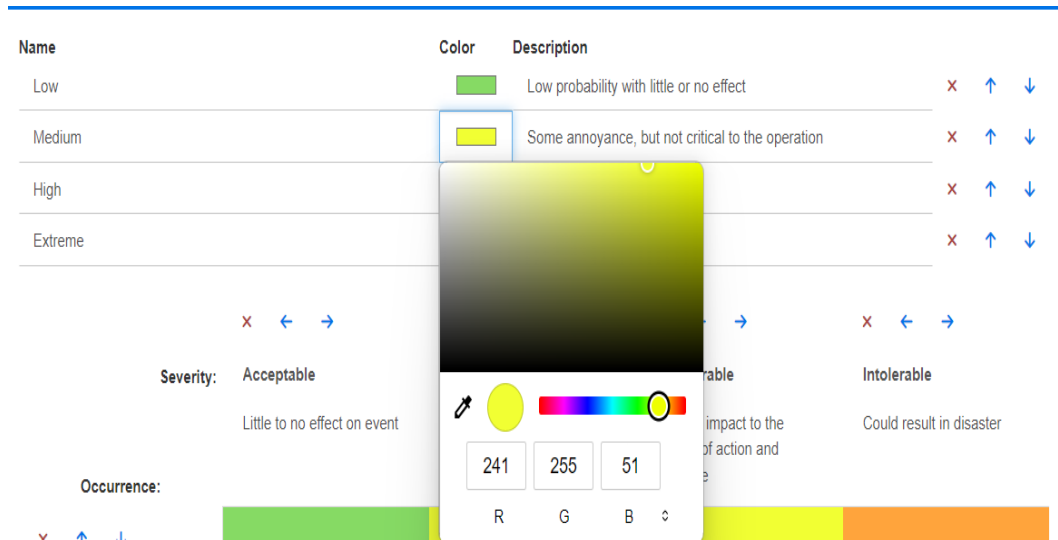 Name Color Description
Low Low probability with little or no effect
Medium Some annoyance, but not critical to the operation
High
Extreme
Severity: Acceptable rable Intolerable
Little to no effect on event impact to the Could result in disaster
of action and
Occurrence:
241 255 51
R G B